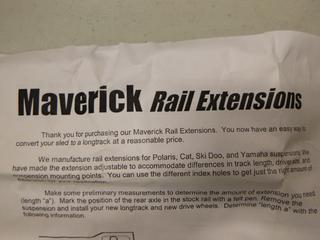 Maverick Rail Extensions
Thank you for purchasing our Maverick Rail Extensions. You now have an easy way to
convert your sled to a longtrack at a reasonable price.
We manufacture rail extensions for Polaris, Cat, Ski Doo, and Yamaha suspensions. We
have made the extension adjustable to accommodate differences in track length, drive, and
suspension mounting points. You can use the different index holes to get just the right amount of
Make some preliminary measurements to determine the amount of extension you need
(length "a"). Mark the position of the rear axle in the stock rail with a felt pen. Remove the
suspension and install your new longtrack and new drive wheels. Determine "length a" with the
following information.